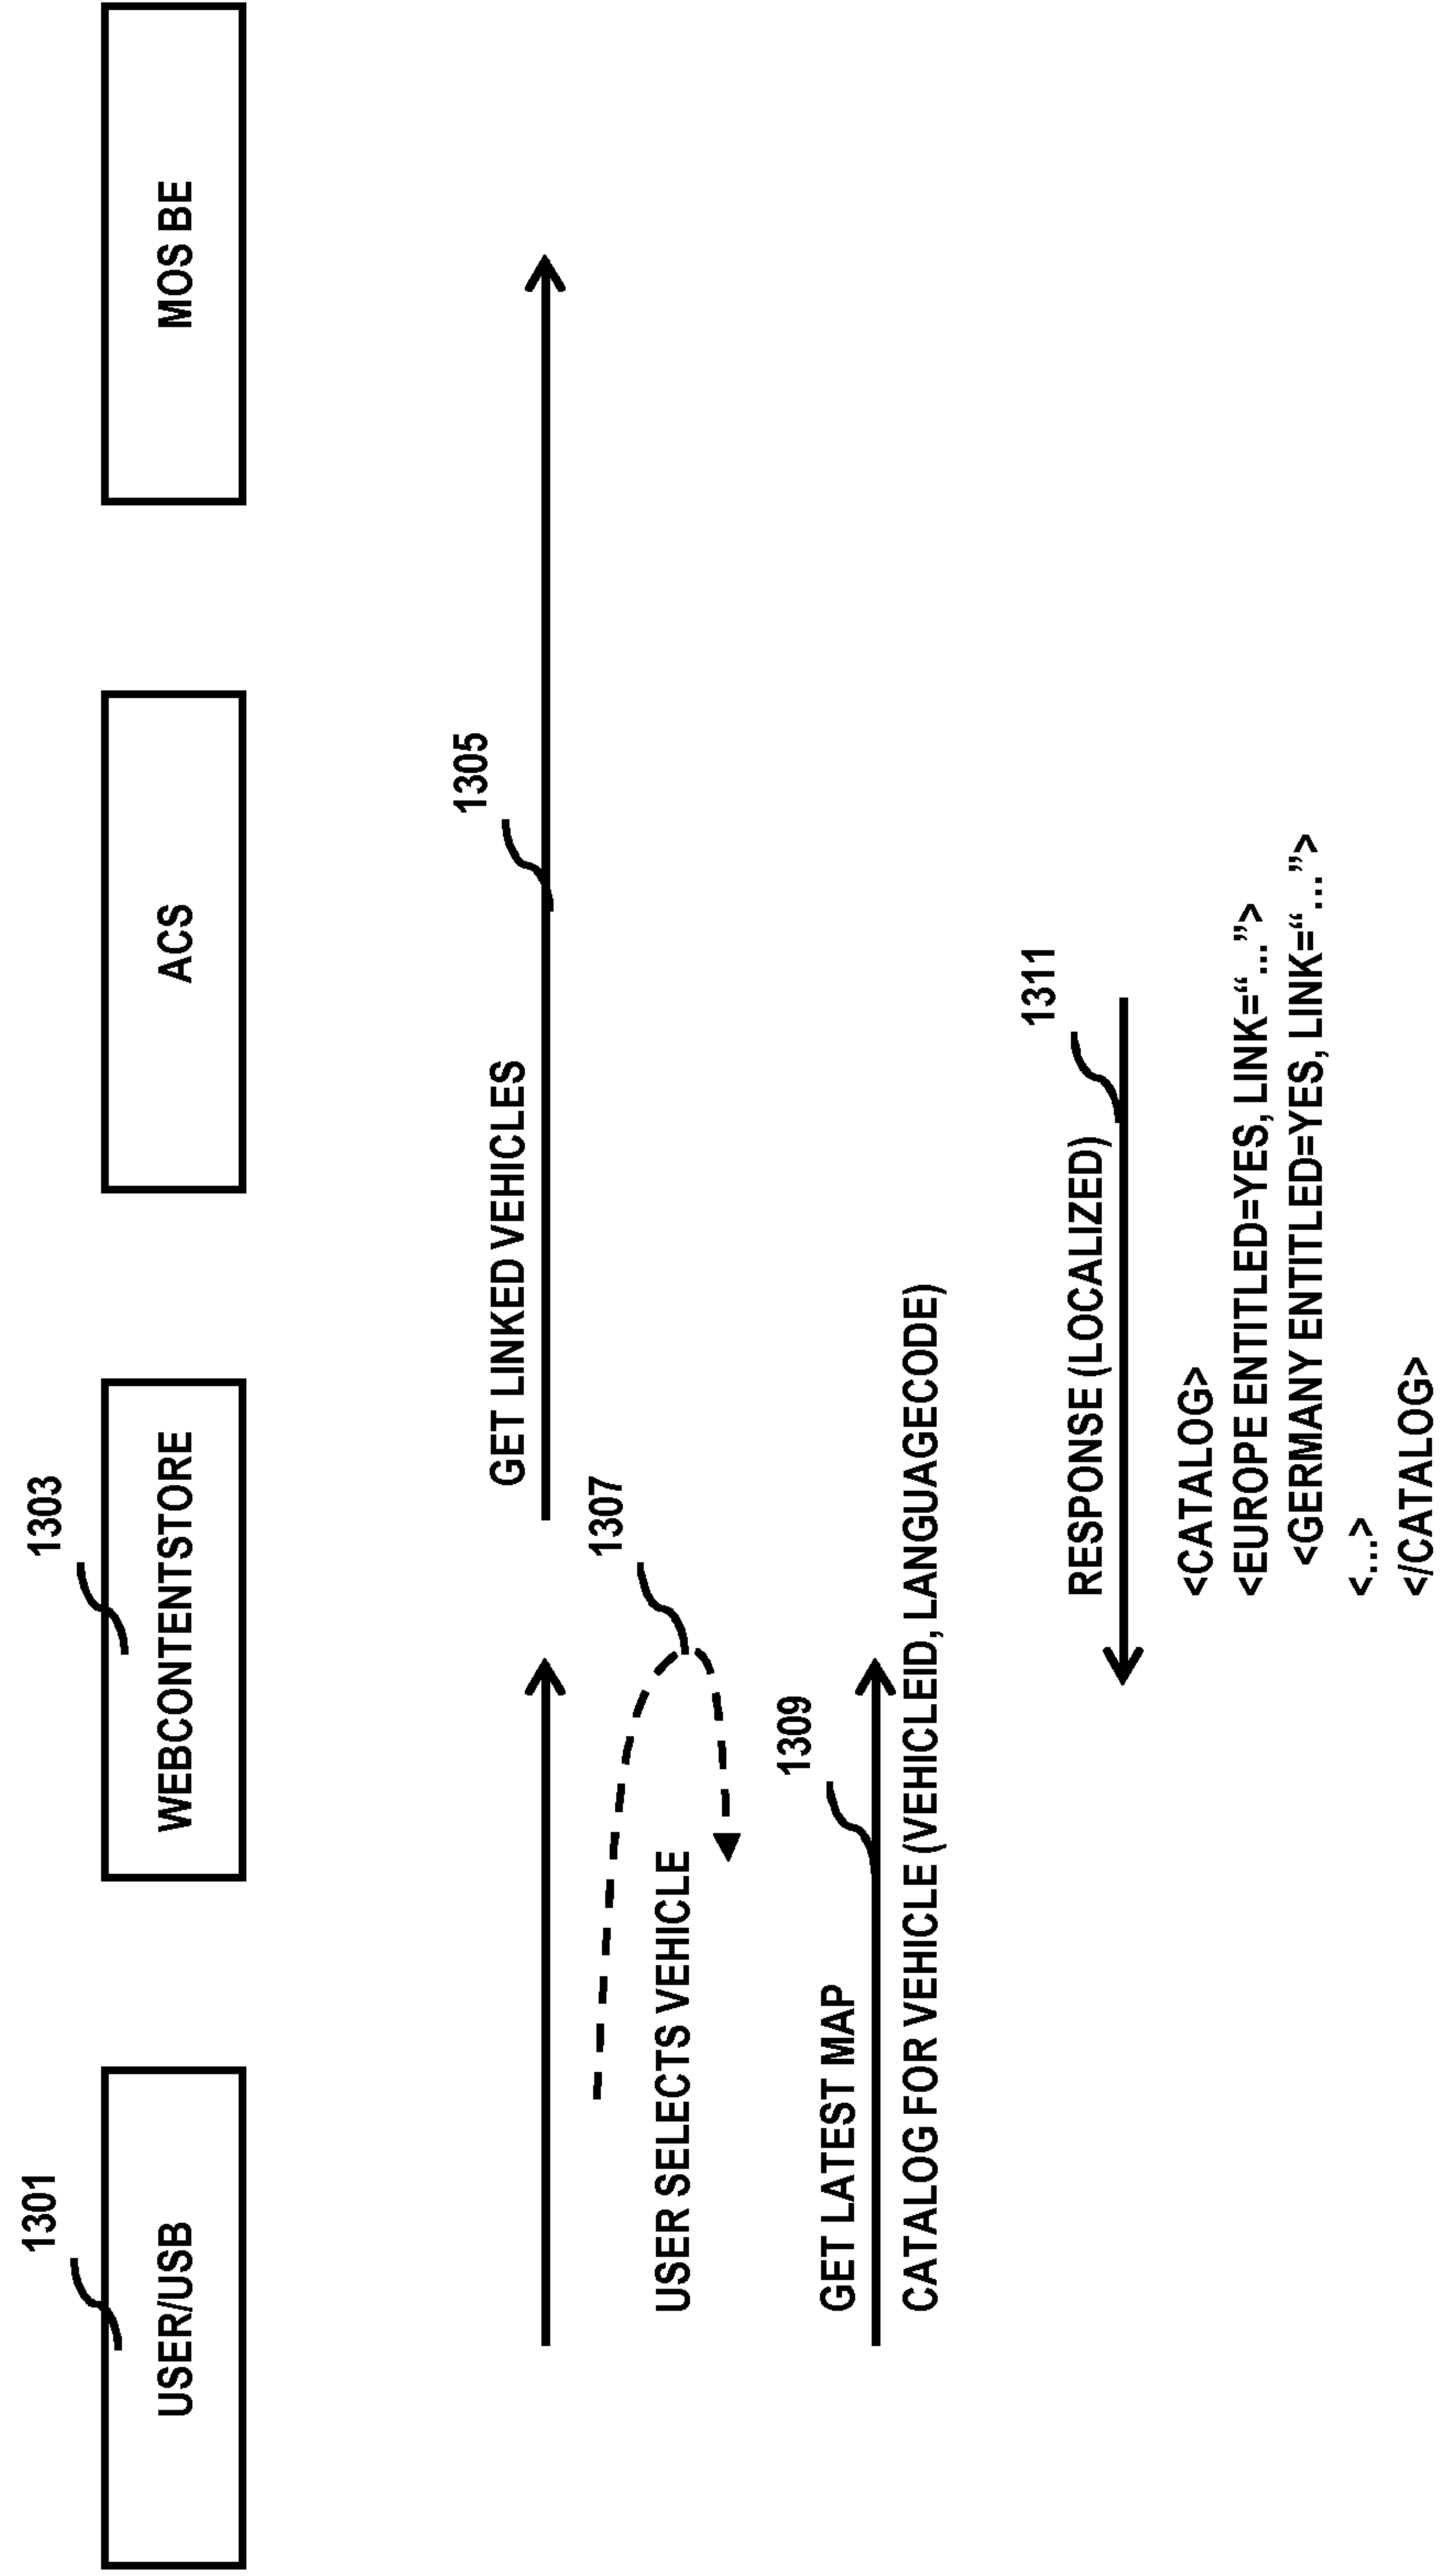 1301
USER/USB
1303
WEBCONTENTSTORE
ACS
MOS BE
GET LINKED VEHICLES
1305
1307
USER SELECTS VEHICLE
1309
GET LATEST MAP
CATALOG FOR VEHICLE (VEHICLEID, LANGUAGECODE)
1311
RESPONSE (LOCALIZED)
<CATALOG>
<EUROPE ENTITLED=YES, LINK=“...”>
<GERMANY ENTITLED=YES, LINK=“...”>
<...>
</CATALOG>